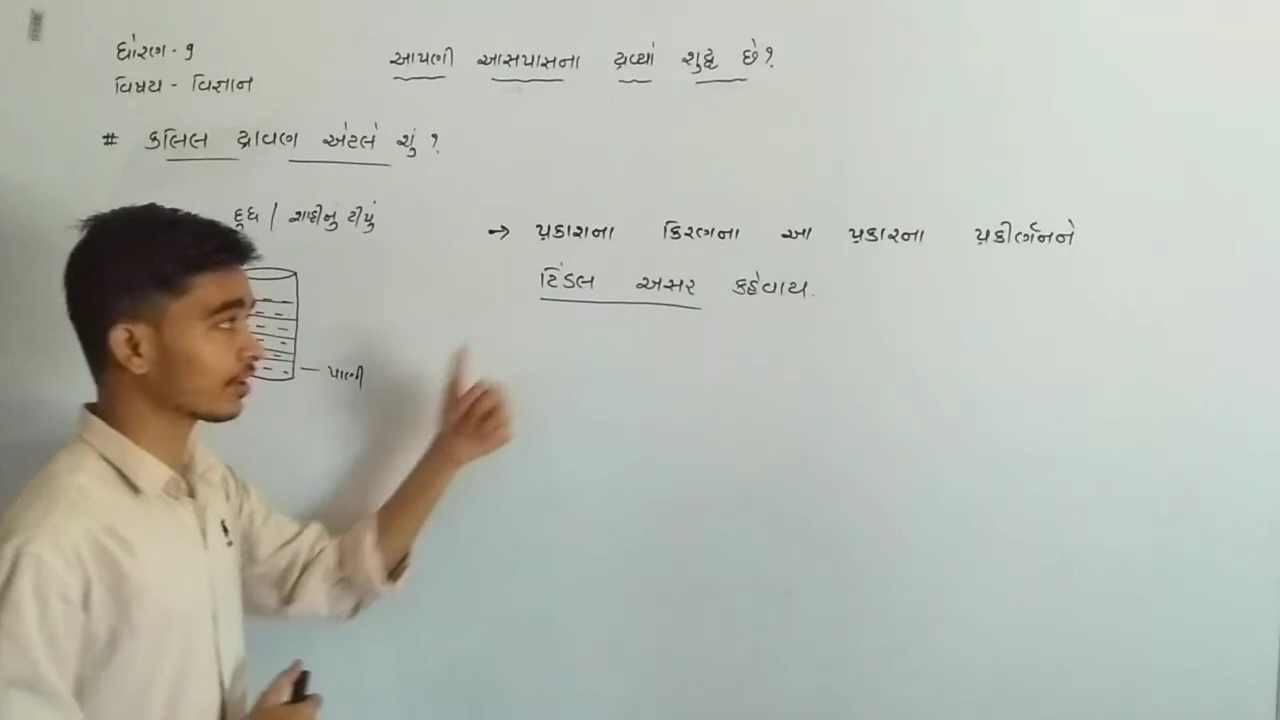 ધોરણ - ૭
આપણી આસપાસના દ્રવ્યો શુદ્ધ છે?
વિષય - વિજ્ઞાન
# કલિલ દ્રાવણ એટલે શું ?
દુધ / શાહીનું ટીપું
→ પ્રકાશના કિરણના આ પ્રકારના પ્રકીર્ણનને
ટિંડલ અસર કહેવાય.
— પાણી